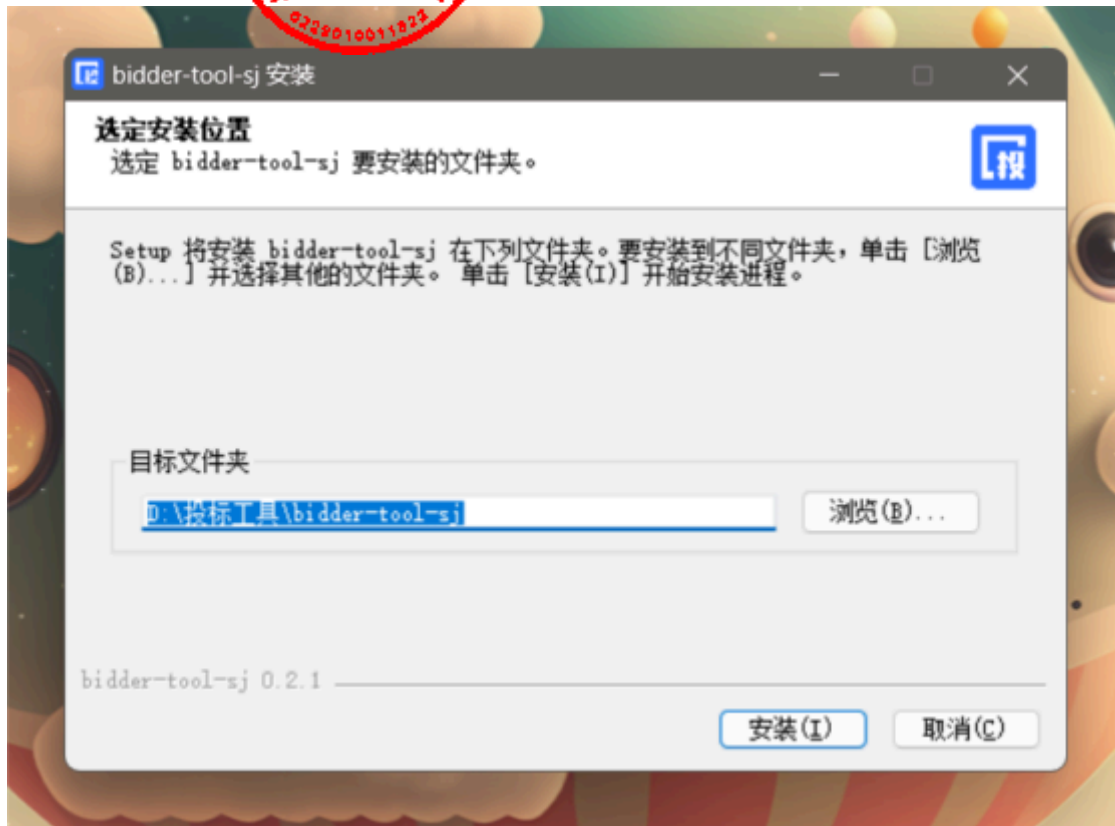 bidder-tool-sj 安装
选定安装位置
选定 bidder-tool-sj 要安装的文件夹。
投
Setup 将安装 bidder-tool-sj 在下列文件夹。要安装到不同文件夹，单击 [浏览
(B)...] 并选择其他的文件夹。 单击 [安装(I)] 开始安装进程。
目标文件夹
D:\投标工具\bidder-tool-sj
浏览(B)...
bidder-tool-sj 0.2.1
安装(I)
取消(C)